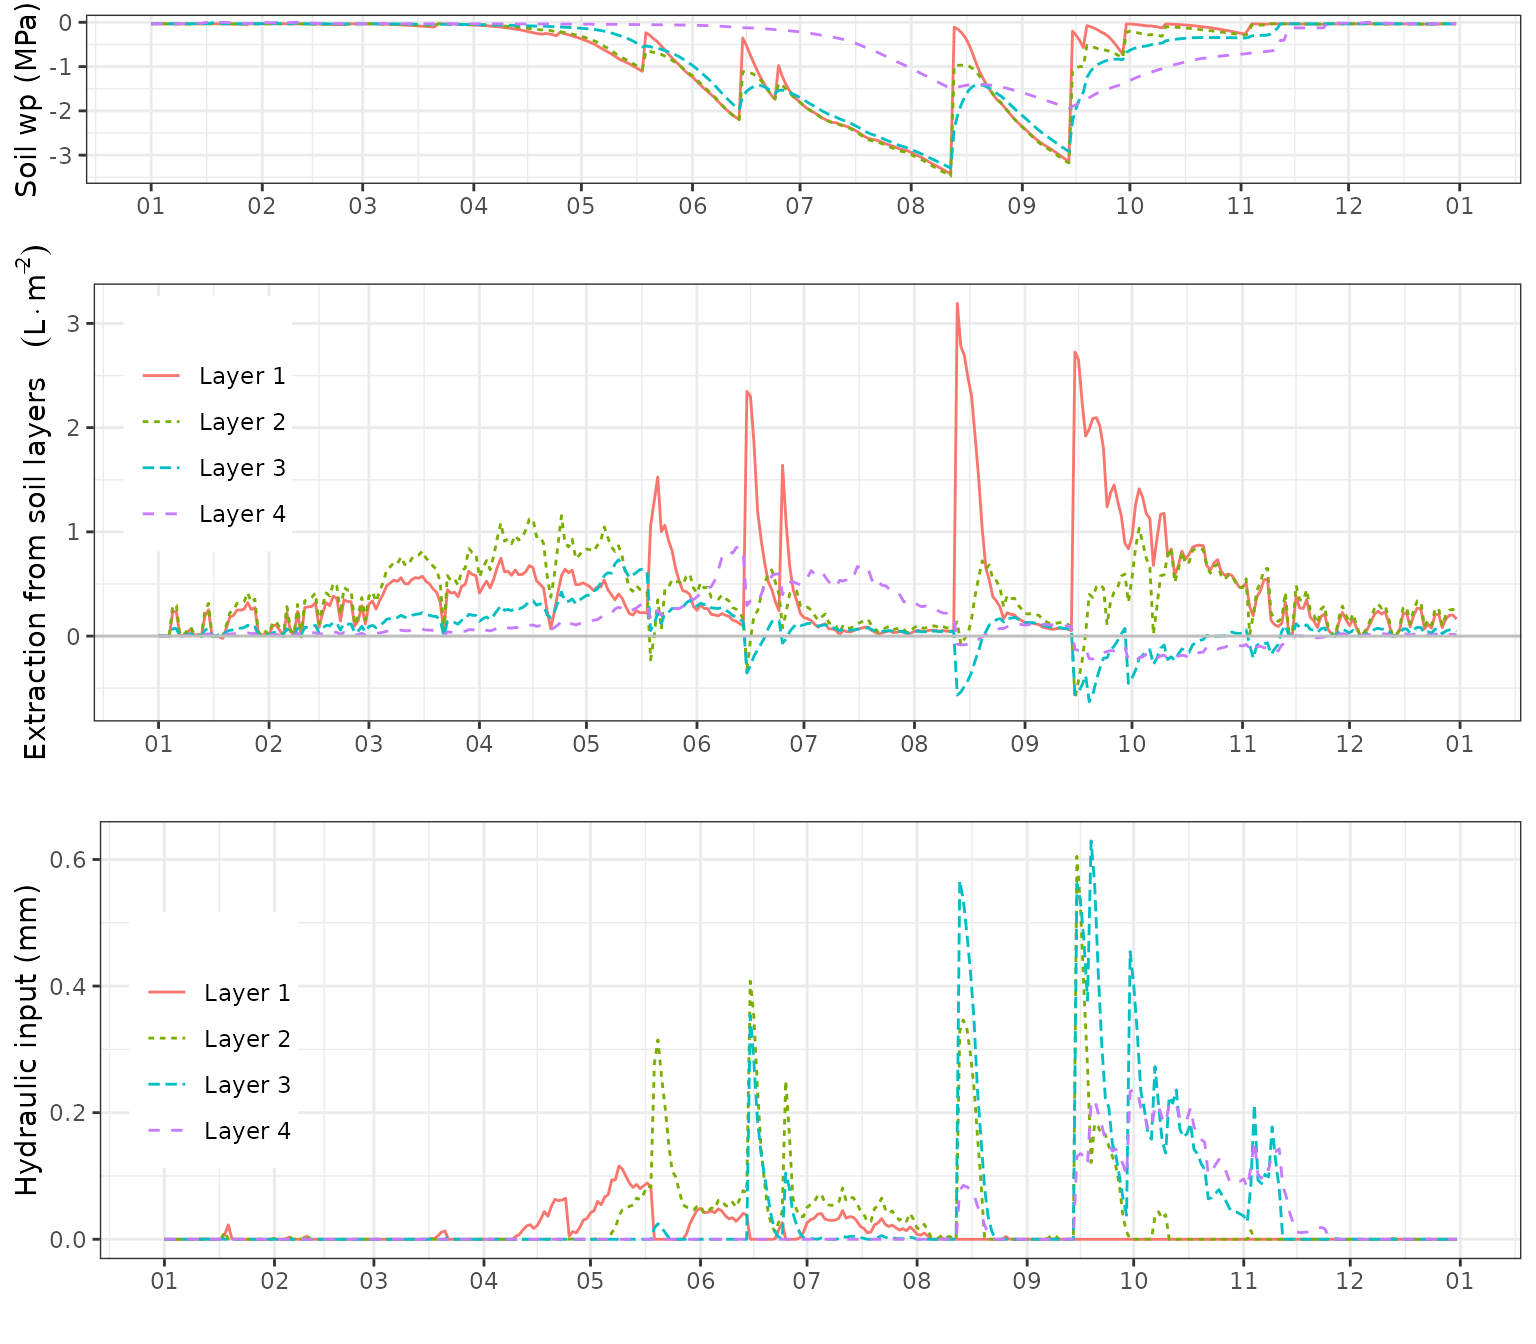 Soil wp (MPa)
0
-1
-2
-3
01 02 03 04 05 06 07 08 09 10 11 12 01
Extraction from soil layers (L·m⁻²)
3
2
1
0
Layer 1
Layer 2
Layer 3
Layer 4
01 02 03 04 05 06 07 08 09 10 11 12 01
Hydraulic input (mm)
0.6
0.4
0.2
0.0
Layer 1
Layer 2
Layer 3
Layer 4
01 02 03 04 05 06 07 08 09 10 11 12 01